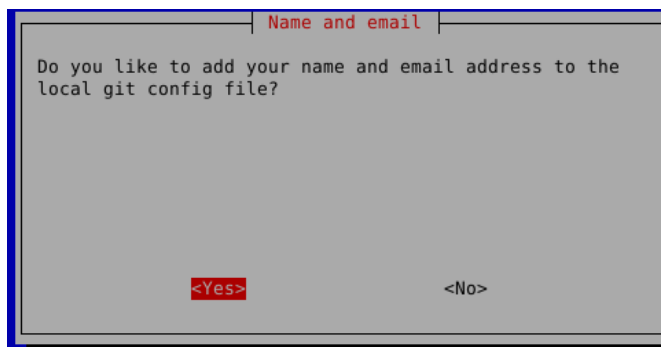 Name and email
Do you like to add your name and email address to the
local git config file?
<Yes> <No>